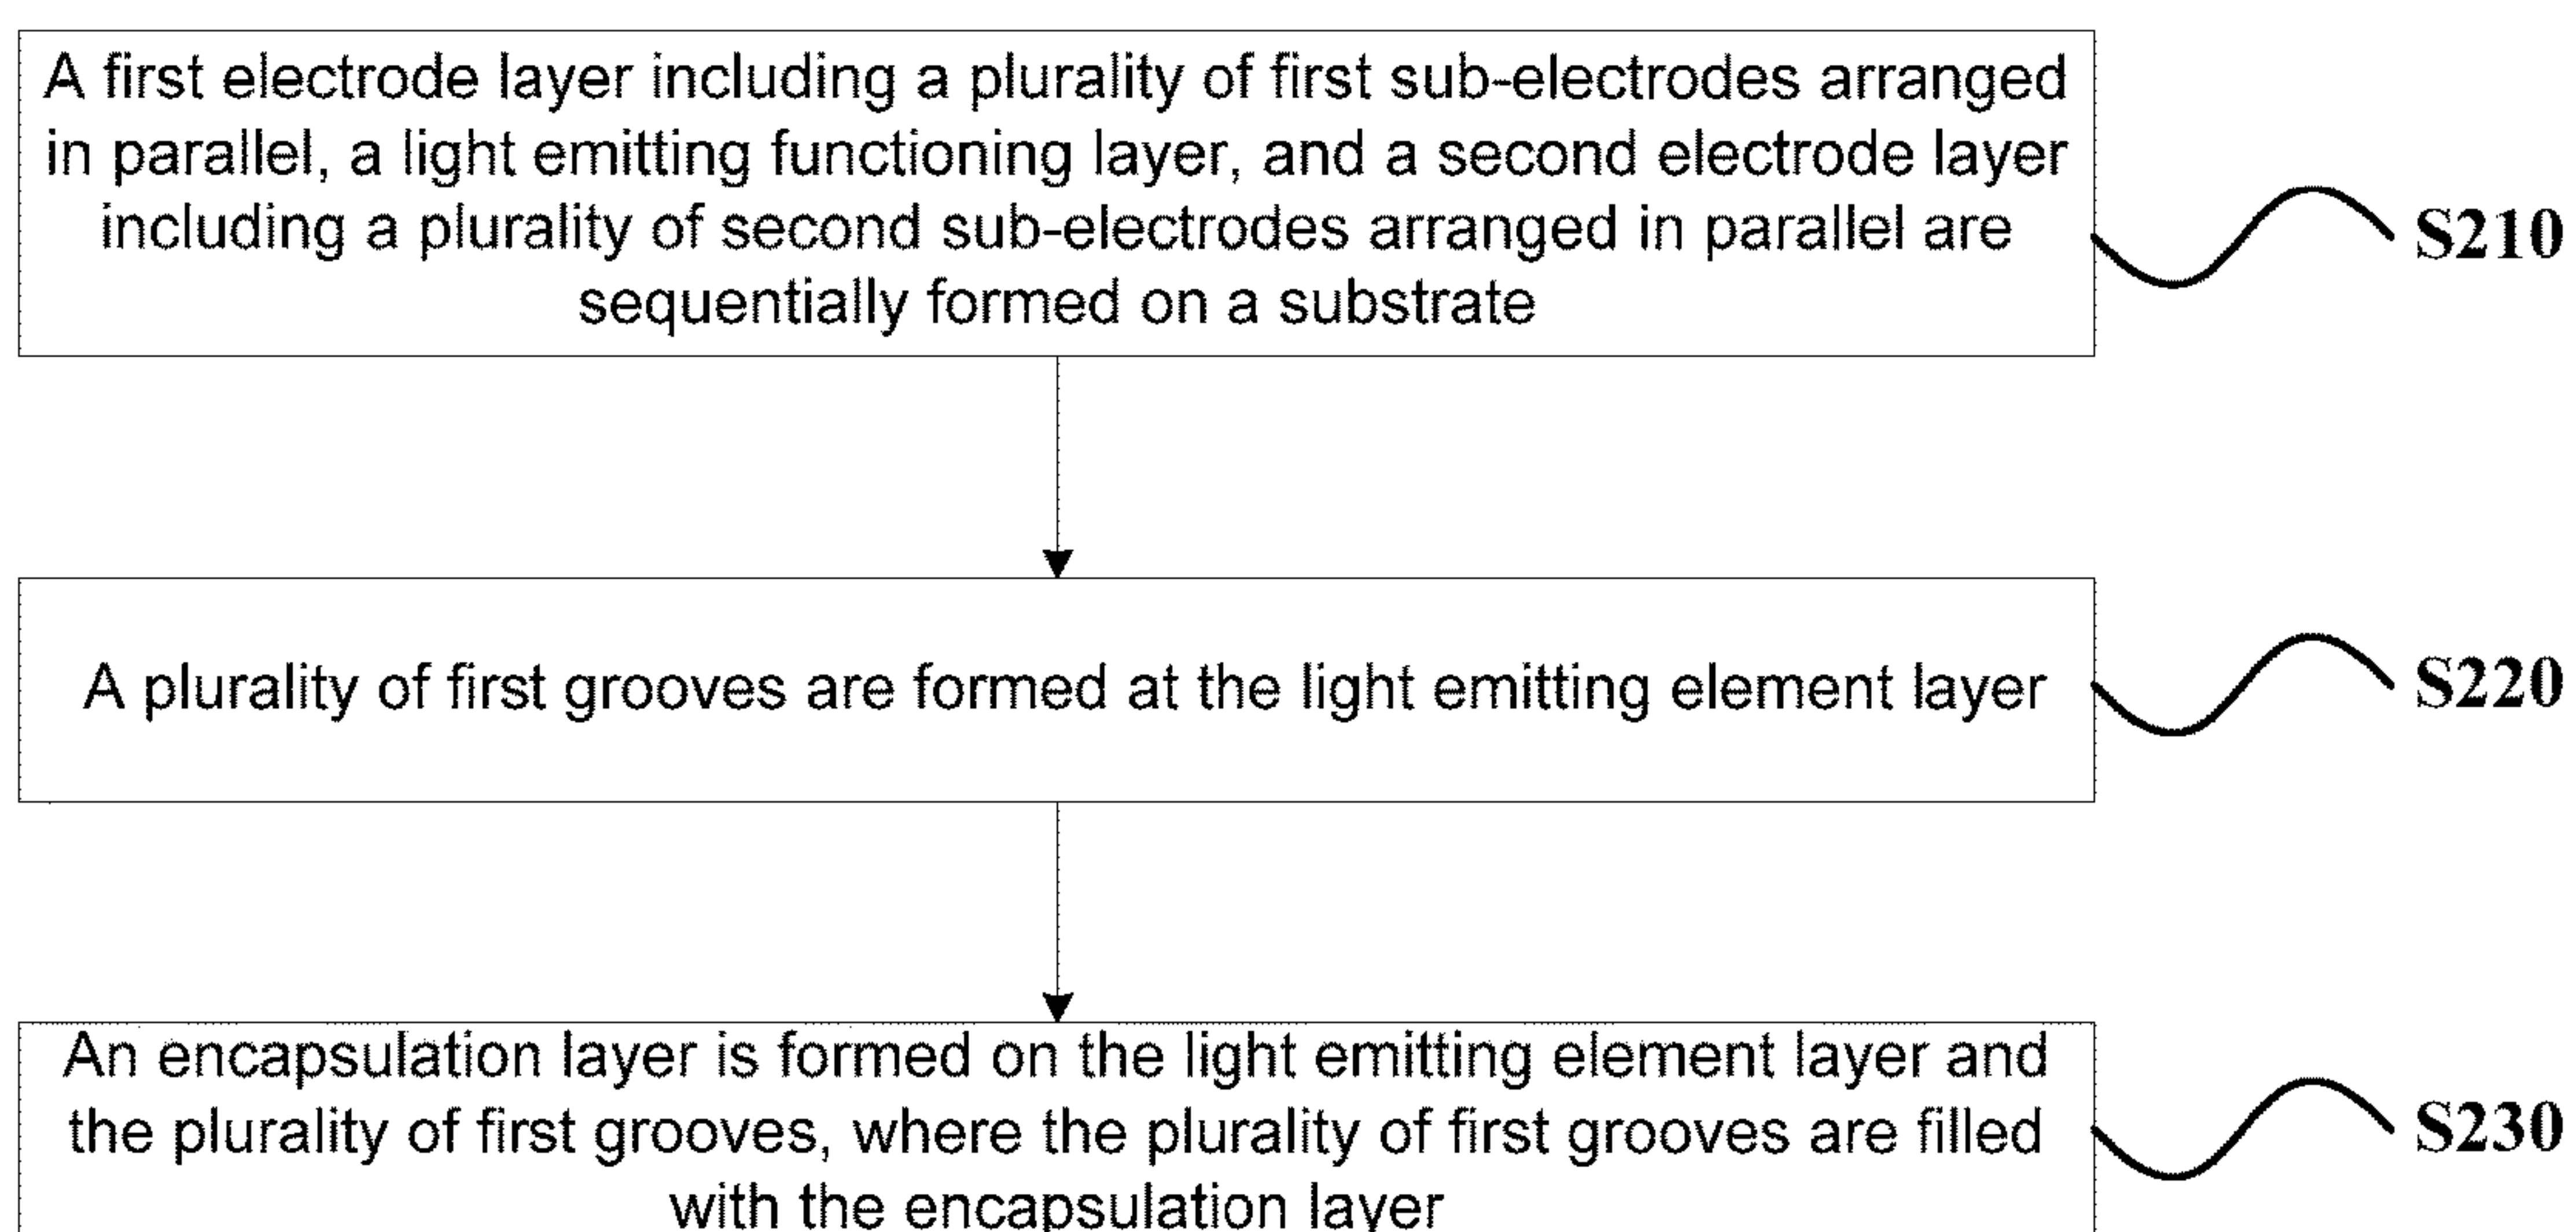 A first electrode layer including a plurality of first sub-electrodes arranged
in parallel, a light emitting functioning layer, and a second electrode layer
including a plurality of second sub-electrodes arranged in parallel are
sequentially formed on a substrate
S210
A plurality of first grooves are formed at the light emitting element layer
S220
An encapsulation layer is formed on the light emitting element layer and
the plurality of first grooves, where the plurality of first grooves are filled
with the encapsulation layer
S230